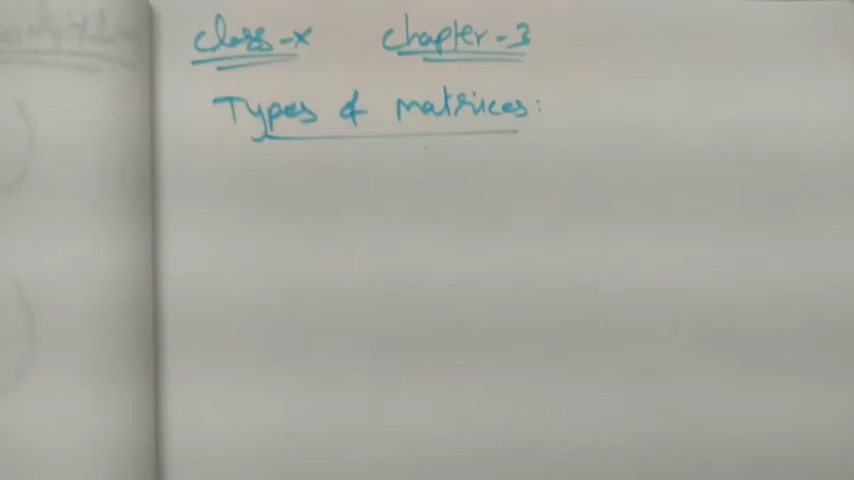 Class-X Chapter-3
Types of matrices: